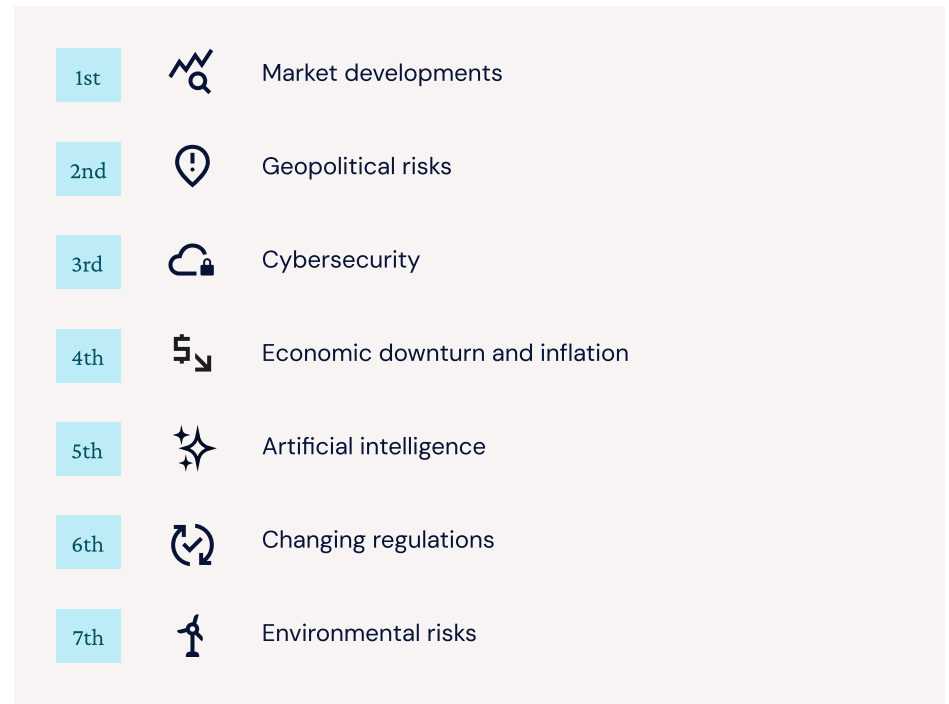 1st Market developments
2nd Geopolitical risks
3rd Cybersecurity
4th Economic downturn and inflation
5th Artificial intelligence
6th Changing regulations
7th Environmental risks